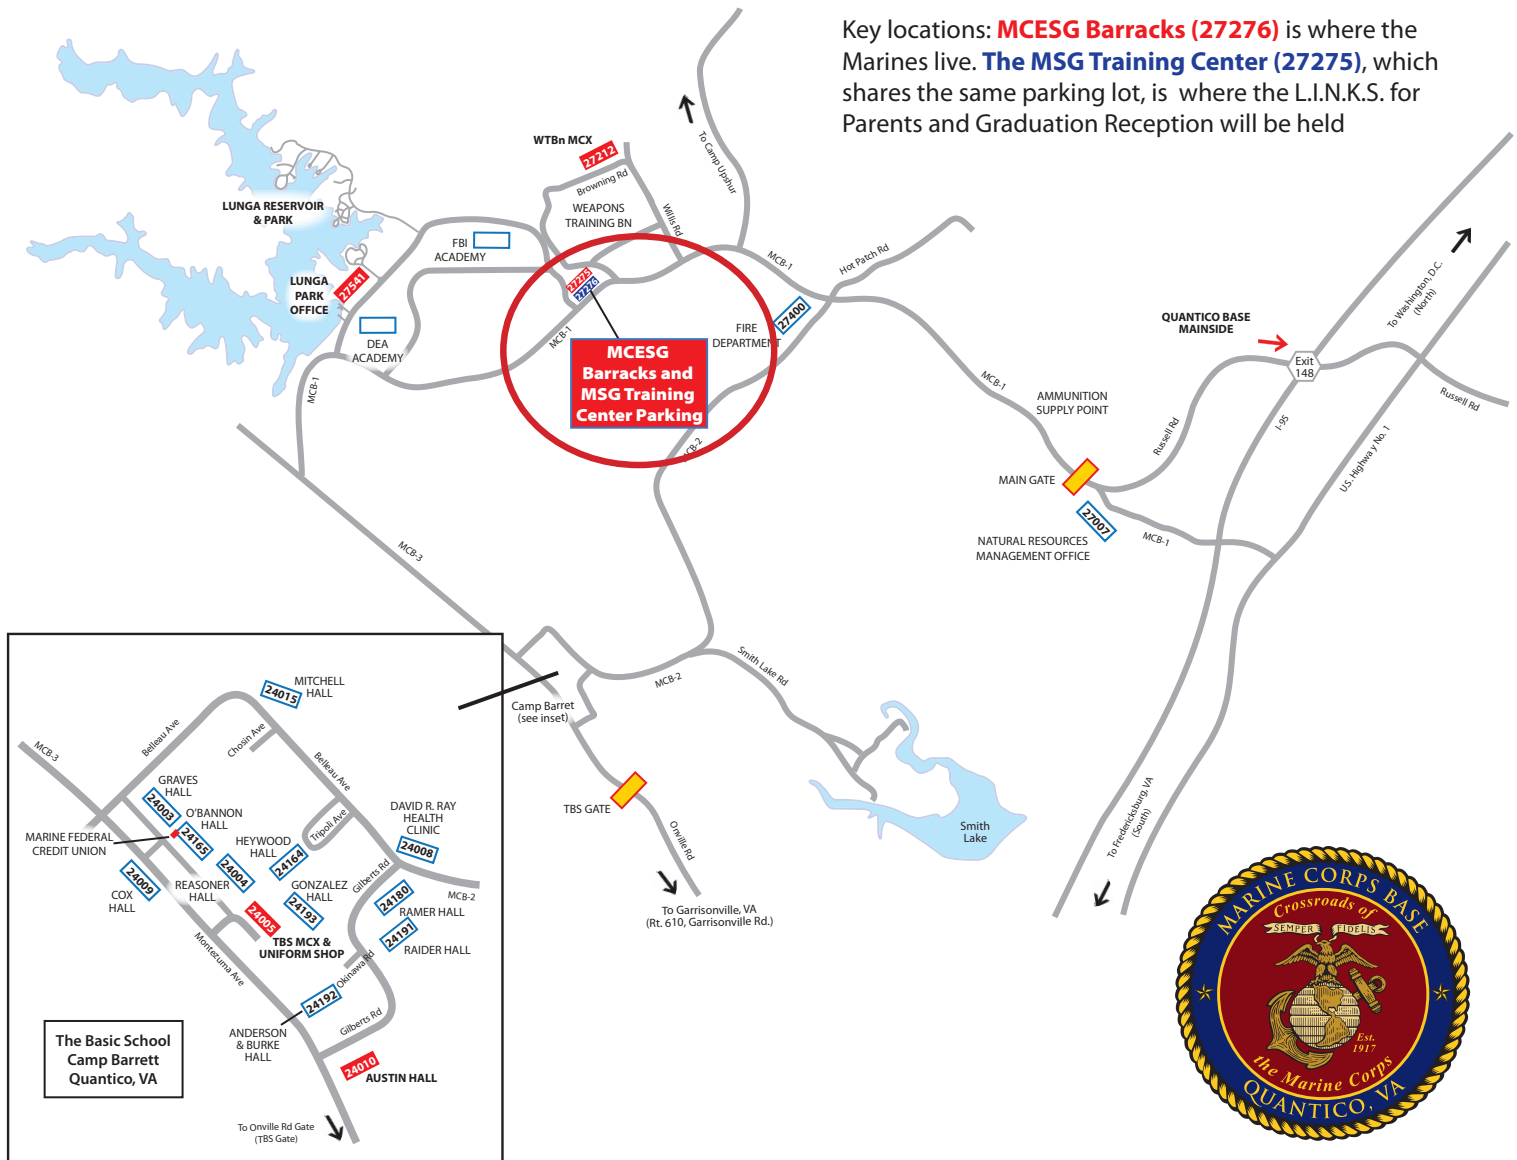 Key locations: MCESG Barracks (27276) is where the
Marines live. The MSG Training Center (27275), which
shares the same parking lot, is where the L.I.N.K.S. for
Parents and Graduation Reception will be held
To Camp Upshur
WTBn MCX
27212
Browning Rd
WEAPONS
TRAINING BN
Willis Rd
LUNGA RESERVOIR
& PARK
FBI
ACADEMY
MCB-1
Hot Patch Rd
LUNGA
PARK
OFFICE
27541
27275
27276
27400
FIRE
DEPARTMENT
DEA
ACADEMY
MCB-1
MCB-1
MCESG
Barracks and
MSG Training
Center Parking
MCB-2
MCB-1
To Washington, D.C.
(North)
QUANTICO BASE
MAINSIDE
Exit
148
Russell Rd
I-95
U.S. Highway No. 1
AMMUNITION
SUPPLY POINT
Russell Rd
MAIN GATE
27007
NATURAL RESOURCES
MANAGEMENT OFFICE
MCB-1
MCB-3
MCB-2
Smith Lake Rd
Camp Barret
(see inset)
TBS GATE
Onville Rd
Smith
Lake
To Garrisonville, VA
(Rt. 610, Garrisonville Rd.)
To Fredericksburg, VA
(South)
MITCHELL
HALL
24015
Belleau Ave
Chosin Ave
MCB-3
Belleau Ave
GRAVES
HALL
24003
O'BANNON
HALL
24165
MARINE FEDERAL
CREDIT UNION
Tripoli Ave
DAVID R. RAY
HEALTH
CLINIC
24008
HEYWOOD
HALL
24164
24004
REASONER
HALL
24009
COX
HALL
GONZALEZ
HALL
24193
Gilberts Rd
24180
RAMER HALL
MCB-2
24191
RAIDER HALL
24005
TBS MCX &
UNIFORM SHOP
Montezuma Ave
Okinawa Rd
24192
ANDERSON
& BURKE
HALL
Gilberts Rd
24010
AUSTIN HALL
The Basic School
Camp Barrett
Quantico, VA
To Onville Rd Gate
(TBS Gate)
MARINE CORPS BASE
Crossroads of
SEMPER FIDELIS
Est.
1917
the Marine Corps
QUANTICO, VA